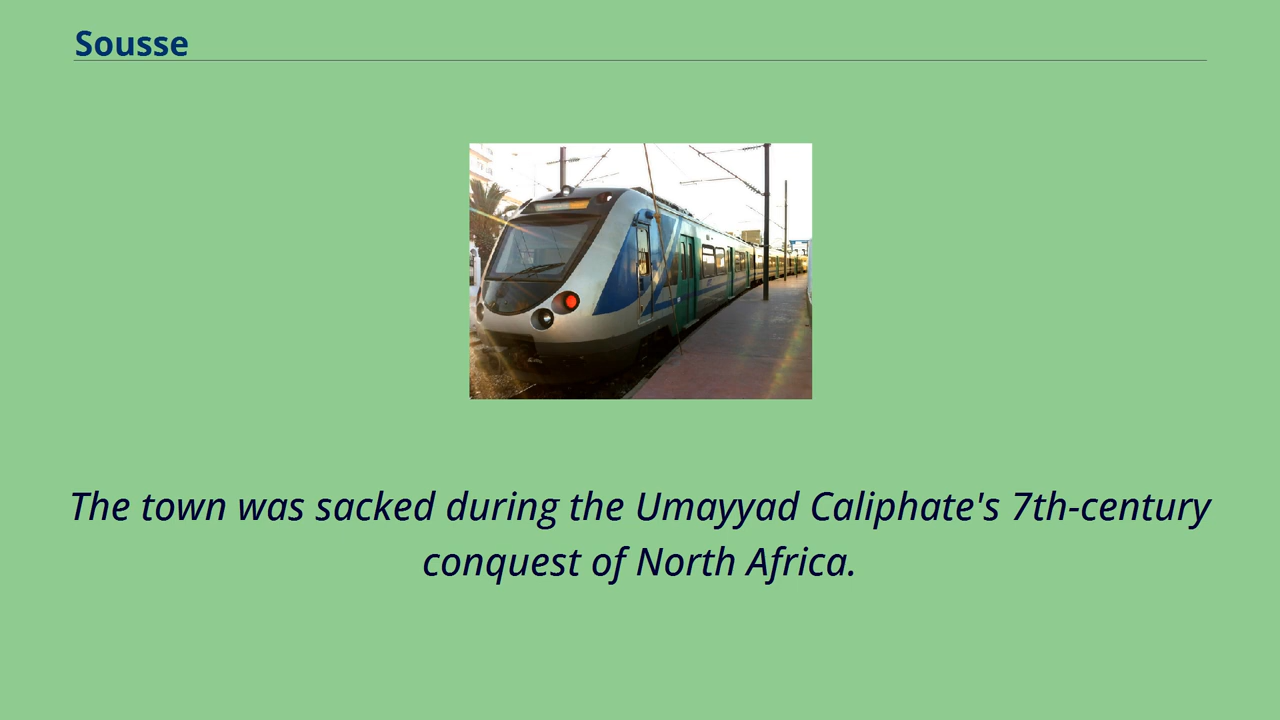 Sousse
The town was sacked during the Umayyad Caliphate's 7th-century
conquest of North Africa.